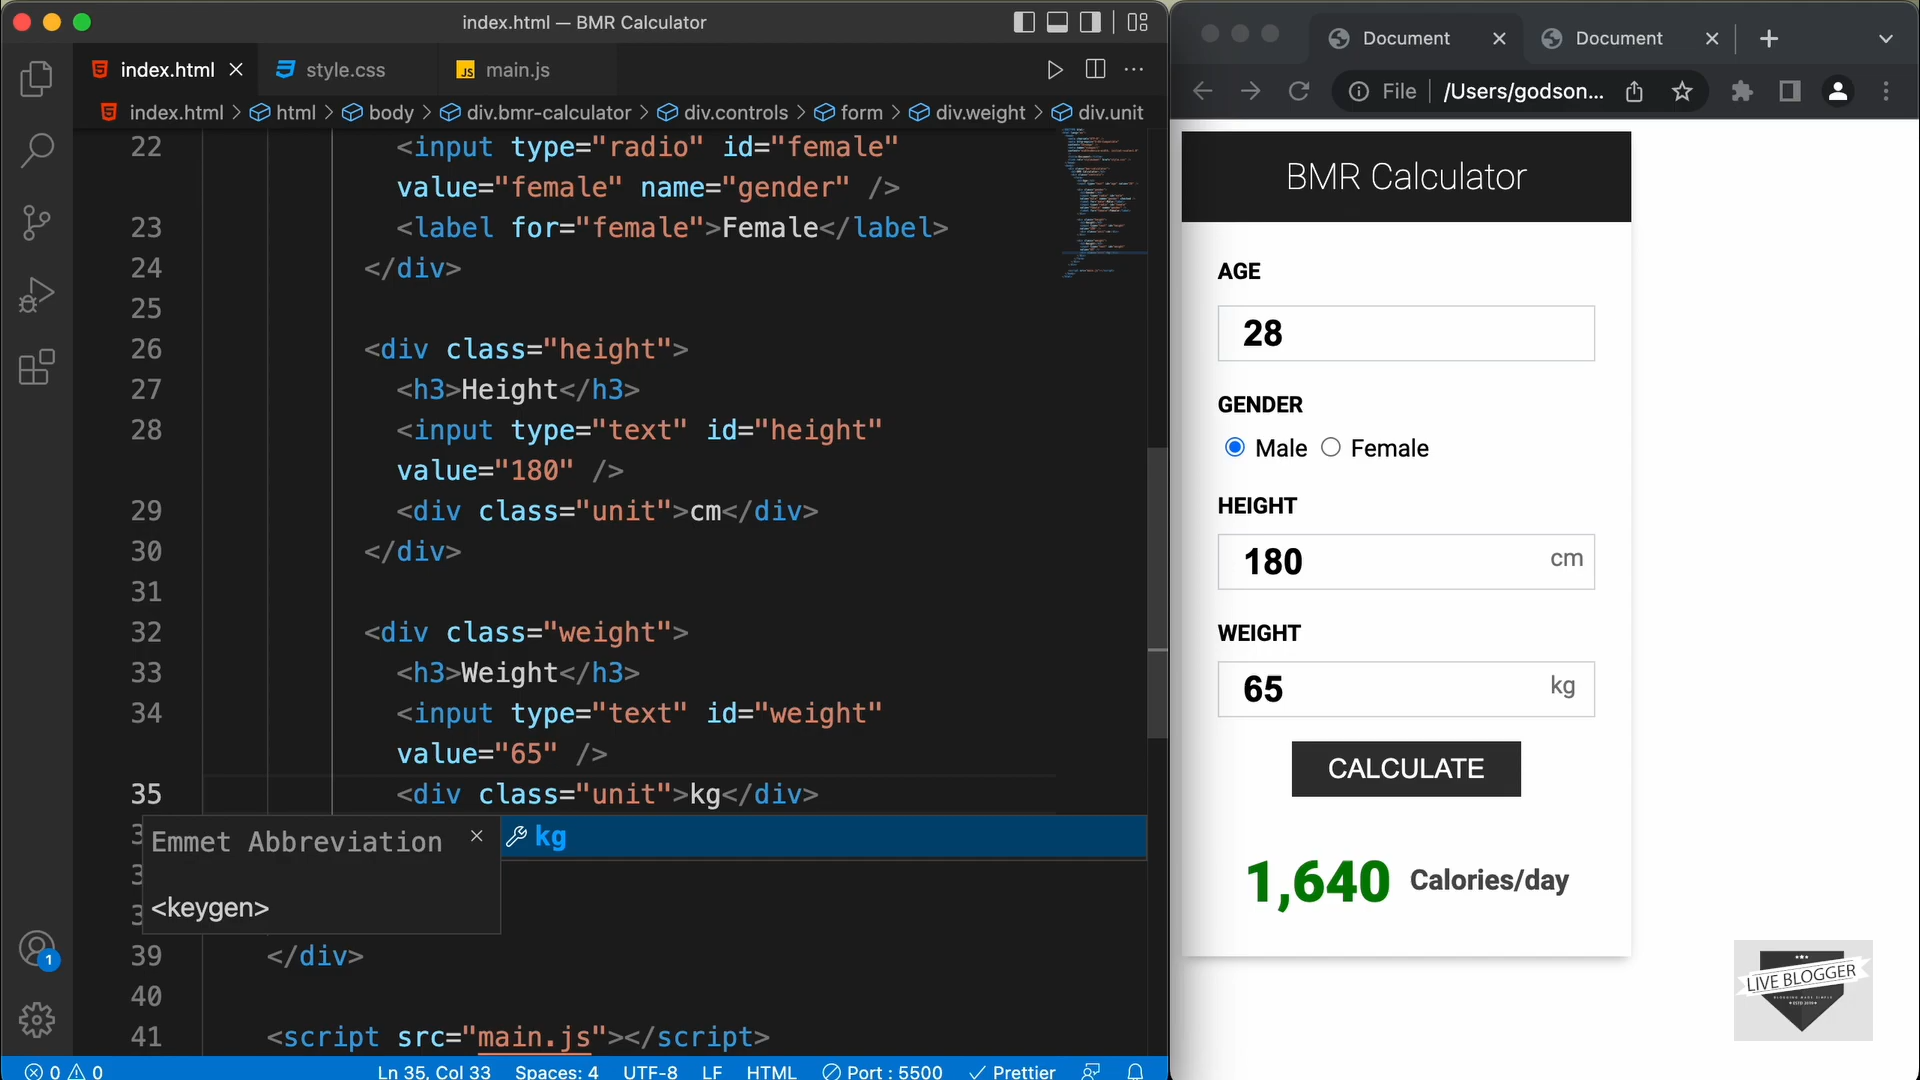 index.html — BMR Calculator
index.html
style.css
JS main.js
index.html > html > body > div.bmr-calculator > div.controls > form > div.weight > div.unit
22 <input type="radio" id="female"
value="female" name="gender" />
23 <label for="female">Female</label>
24 </div>
25
26 <div class="height">
27 <h3>Height</h3>
28 <input type="text" id="height"
value="180" />
29 <div class="unit">cm</div>
30 </div>
31
32 <div class="weight">
33 <h3>Weight</h3>
34 <input type="text" id="weight"
value="65" />
35 <div class="unit">kg</div>
Emmet Abbreviation
kg
<keygen>
39 </div>
40
41 <script src="main.js"></script>
1
0 0 Ln 35, Col 33 Spaces: 4 UTF-8 LF HTML Port : 5500 Prettier
Document
Document
File /Users/godson...
BMR Calculator
AGE
28
GENDER
Male Female
HEIGHT
180 cm
WEIGHT
65 kg
CALCULATE
1,640 Calories/day
LIVE BLOGGER